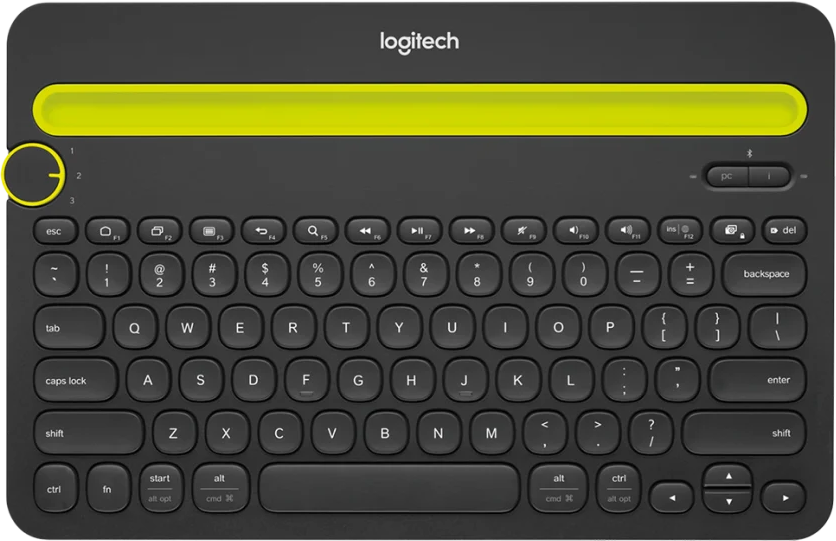 logitech
1
2
3
pc i
esc F1 F2 F3 F4 F5 F6 F7 F8 F9 F10 F11 ins F12 del
~ ! @ # $ % ^ & * ( ) — +
` 1 2 3 4 5 6 7 8 9 0 - = backspace
tab Q W E R T Y U I O P { [ } ] | \
caps lock A S D F G H J K L : ; " ' enter
shift Z X C V B N M < , > . ? / shift
ctrl fn start alt opt alt cmd ⌘ alt cmd ⌘ ctrl alt opt ◄ ▲ ▼ ►